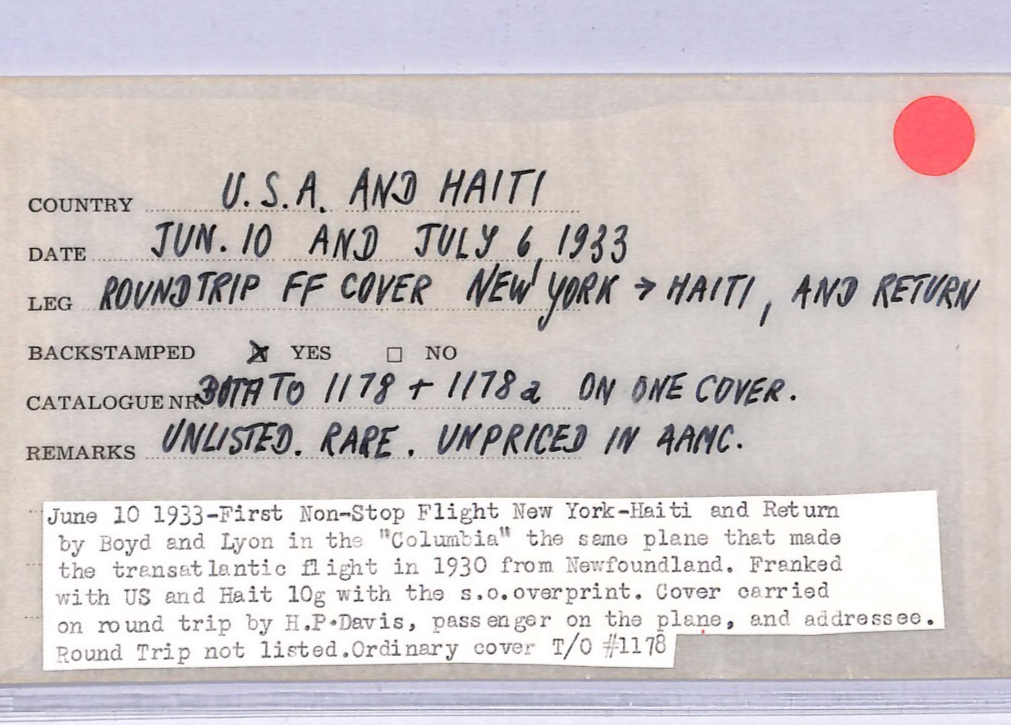 COUNTRY U.S.A. AND HAITI
DATE JUN. 10 AND JULY 6, 1933
LEG ROUNDTRIP FF COVER NEW YORK → HAITI, AND RETURN
BACKSTAMPED ☒ YES ☐ NO
CATALOGUE NR. BOTH TO 1178 + 1178a ON ONE COVER.
REMARKS UNLISTED. RARE. UNPRICED IN AAMC.
June 10 1933-First Non-Stop Flight New York-Haiti and Return
by Boyd and Lyon in the "Columbia" the same plane that made
the transatlantic flight in 1930 from Newfoundland. Franked
with US and Hait 10g with the s.o.overprint. Cover carried
on round trip by H.P.Davis, passenger on the plane, and addressee.
Round Trip not listed.Ordinary cover T/O #1178